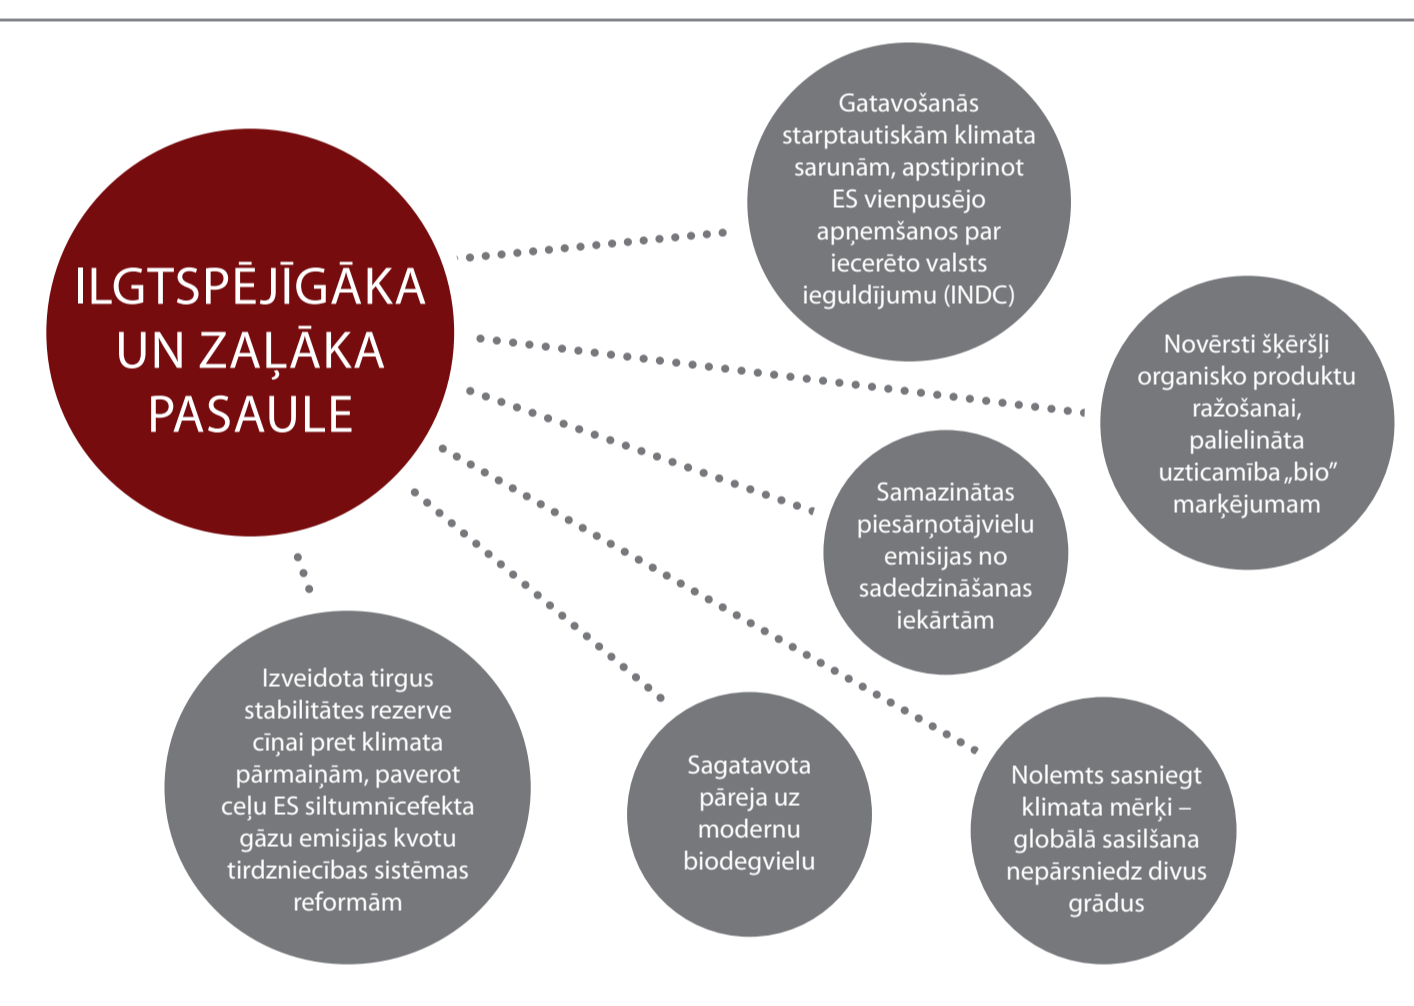 ILGTSPĒJĪGĀKA
UN ZAĻĀKA
PASAULE
Gatavošanās
starptautiskām klimata
sarunām, apstiprinot
ES vienpusējo
apņemšanos par
iecerēto valsts
ieguldījumu (INDC)
Novērsti šķēršļi
organisko produktu
ražošanai,
palielināta
uzticamība „bio”
marķējumam
Samazinātas
piesārņotājvielu
emisijas no
sadedzināšanas
iekārtām
Izveidota tirgus
stabilitātes rezerve
cīņai pret klimata
pārmaiņām, paverot
ceļu ES siltumnīcefekta
gāzu emisijas kvotu
tirdzniecības sistēmas
reformām
Sagatavota
pāreja uz
modernu
biodegvielu
Nolemts sasniegt
klimata mērķi –
globālā sasilšana
nepārsniedz divus
grādus